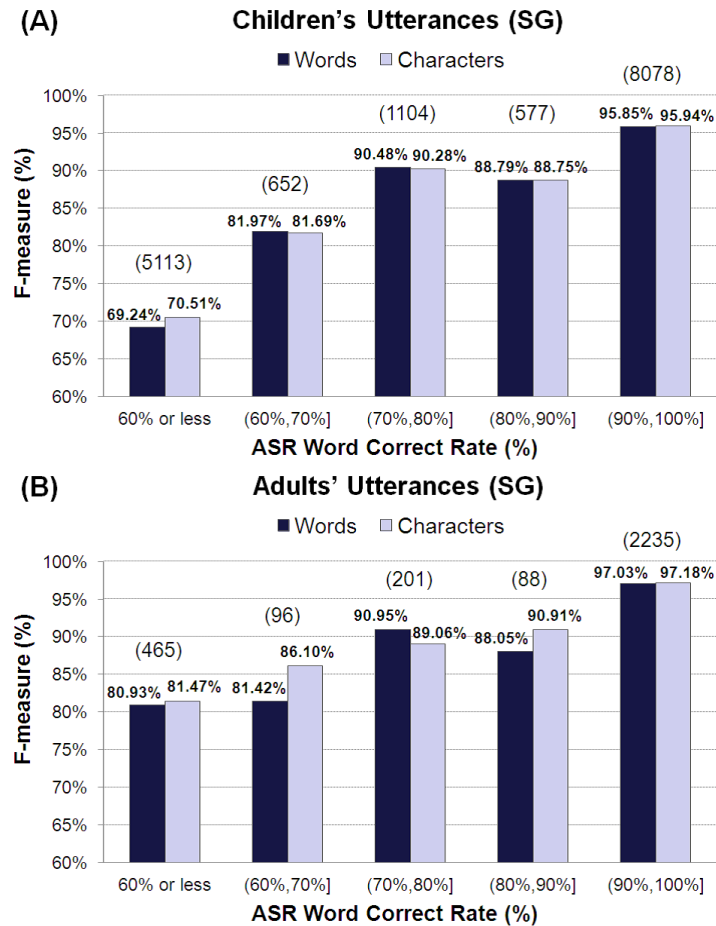 (A) Children's Utterances (SG)
Words Characters
(8078)
(1104) (577)
(652)
(5113)
95.85% 95.94%
90.48% 90.28% 88.79% 88.75%
81.97% 81.69%
69.24% 70.51%
F-measure (%)
100%
95%
90%
85%
80%
75%
70%
65%
60%
60% or less (60%,70%] (70%,80%] (80%,90%] (90%,100%]
ASR Word Correct Rate (%)
(B) Adults' Utterances (SG)
Words Characters
(2235)
(201) (88)
(96)
(465)
97.03% 97.18%
90.95% 89.06% 88.05% 90.91%
81.42% 86.10%
80.93% 81.47%
F-measure (%)
100%
95%
90%
85%
80%
75%
70%
65%
60%
60% or less (60%,70%] (70%,80%] (80%,90%] (90%,100%]
ASR Word Correct Rate (%)